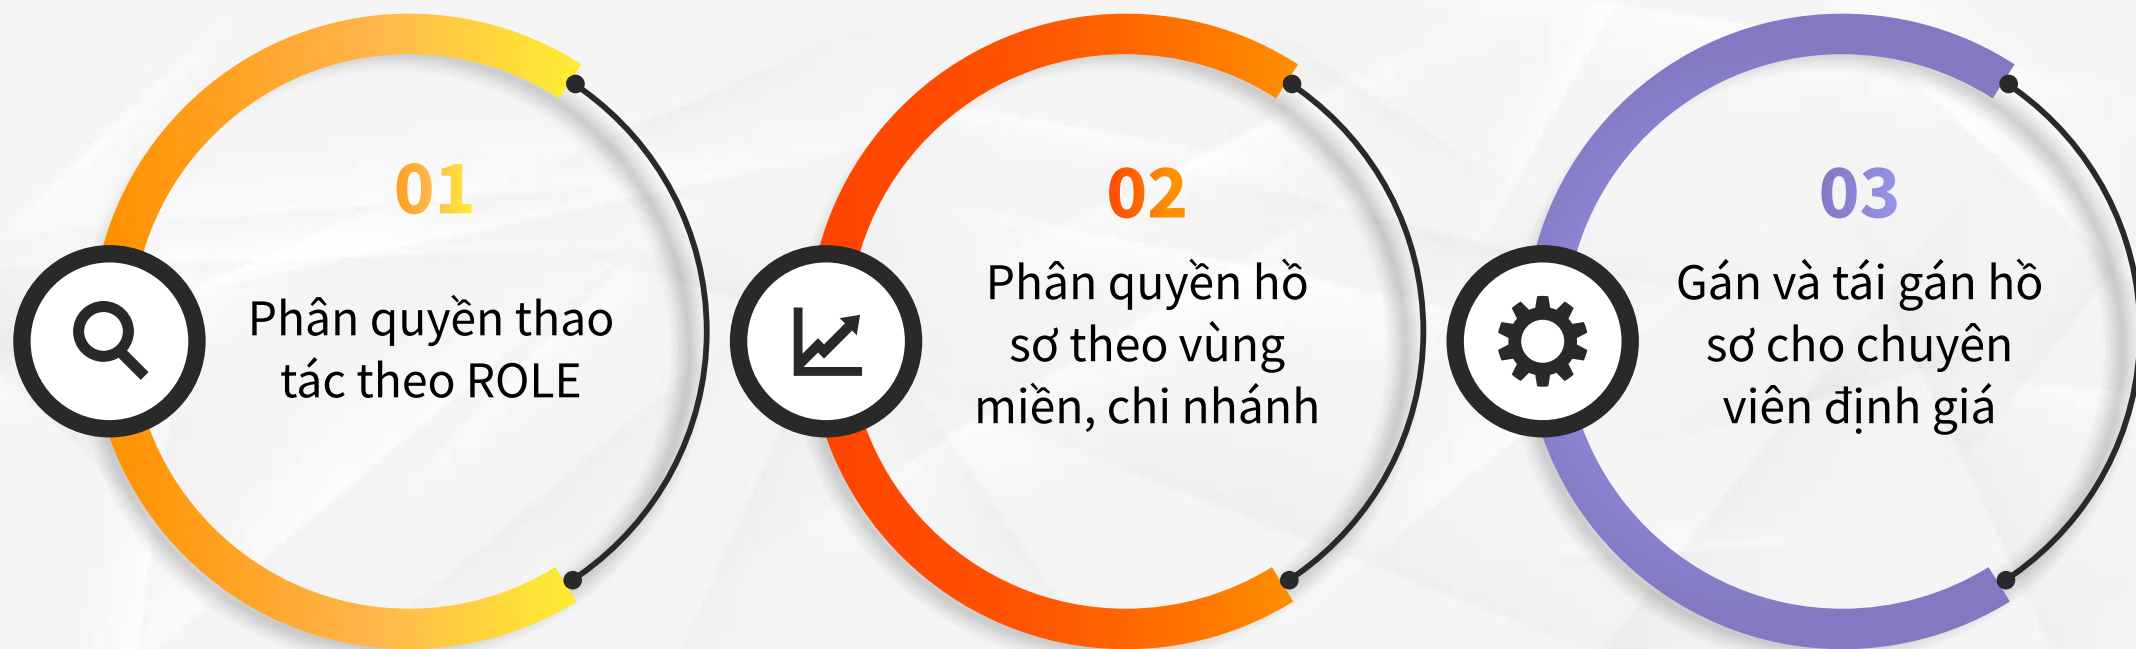 01
Phân quyền thao
tác theo ROLE
02
Phân quyền hồ
sơ theo vùng
miền, chi nhánh
03
Gán và tái gán hồ
sơ cho chuyên
viên định giá